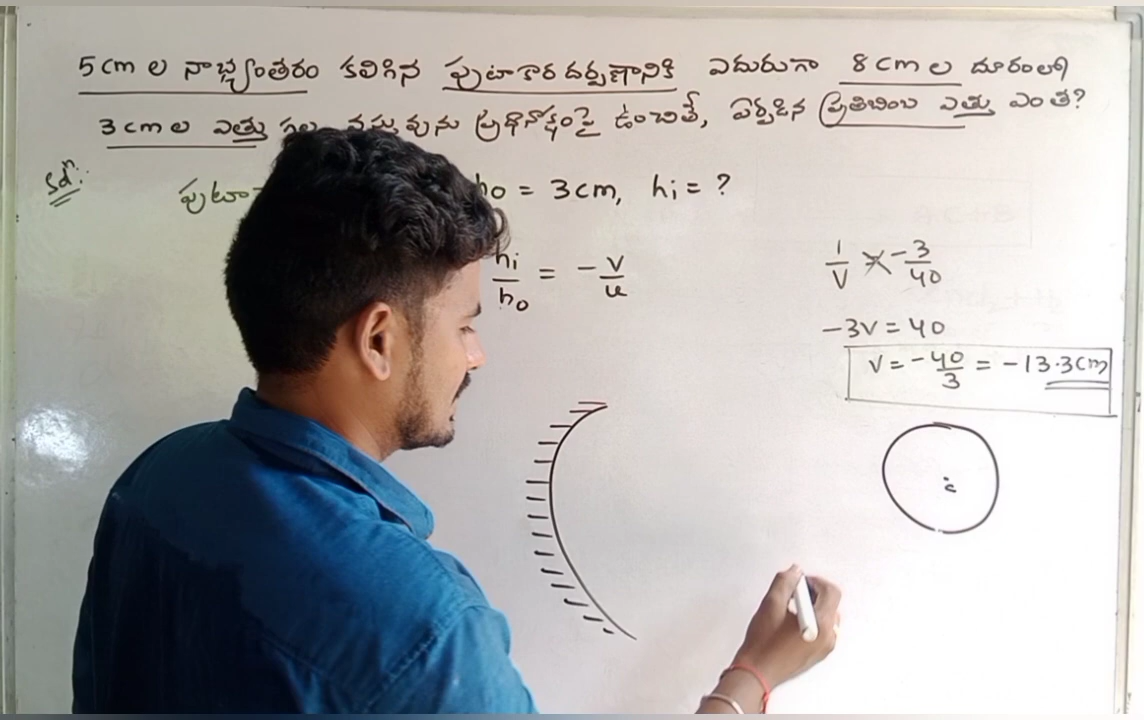 5cm ల నాభ్యంతరం కలిగిన పుటాకార దర్పణానికి ఎదురుగా 8cm ల దూరంలో
3cm ల ఎత్తు గల వస్తువును ప్రధానాక్షంపై ఉంచితే, ఏర్పడిన ప్రతిబింబ ఎత్తు ఎంత?
Soln:
పుటా ho = 3cm, hi = ?
hi/ho = -v/u
1/v × -3/40
-3v = 40
v = -40/3 = -13.3cm
c